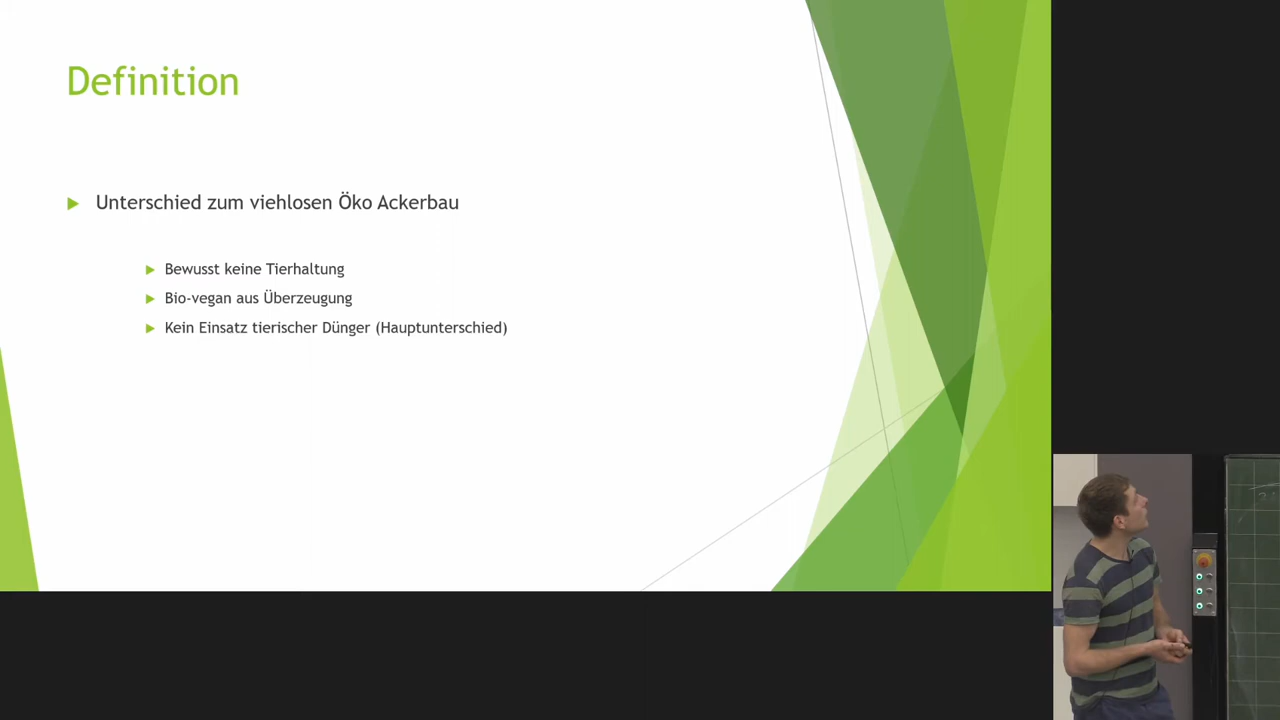 Definition
Unterschied zum viehlosen Öko Ackerbau
Bewusst keine Tierhaltung
Bio-vegan aus Überzeugung
Kein Einsatz tierischer Dünger (Hauptunterschied)